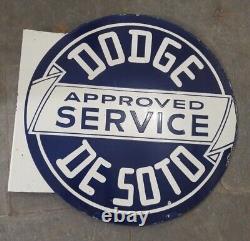 DODGE
APPROVED
SERVICE
DE SOTO